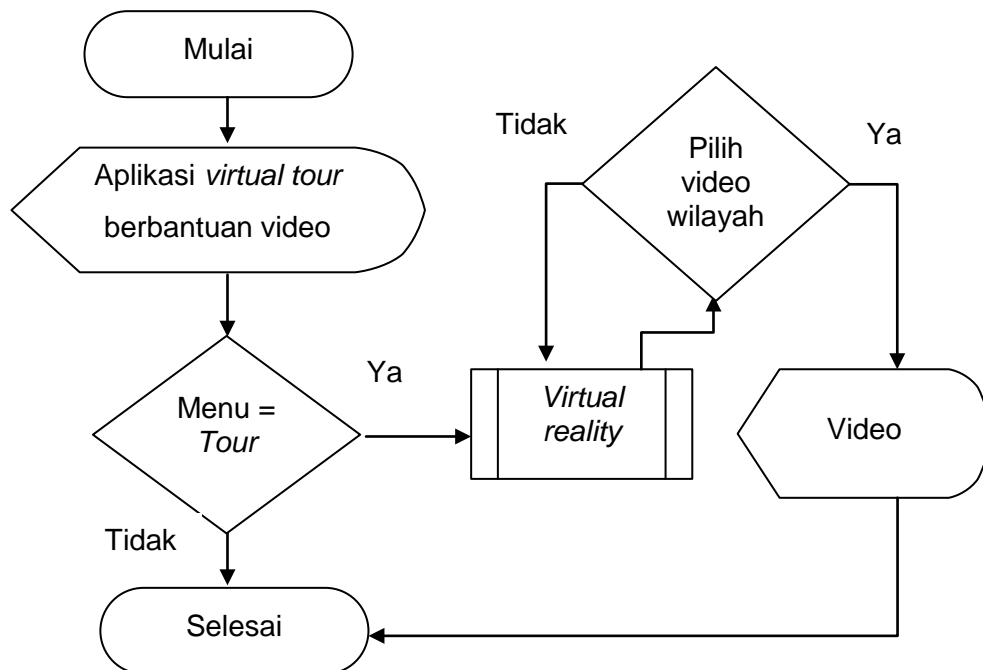 Mulai
Aplikasi virtual tour
berbantuan video
Menu =
Tour
Ya
Tidak
Selesai
Virtual
reality
Tidak
Pilih
video
wilayah
Ya
Video